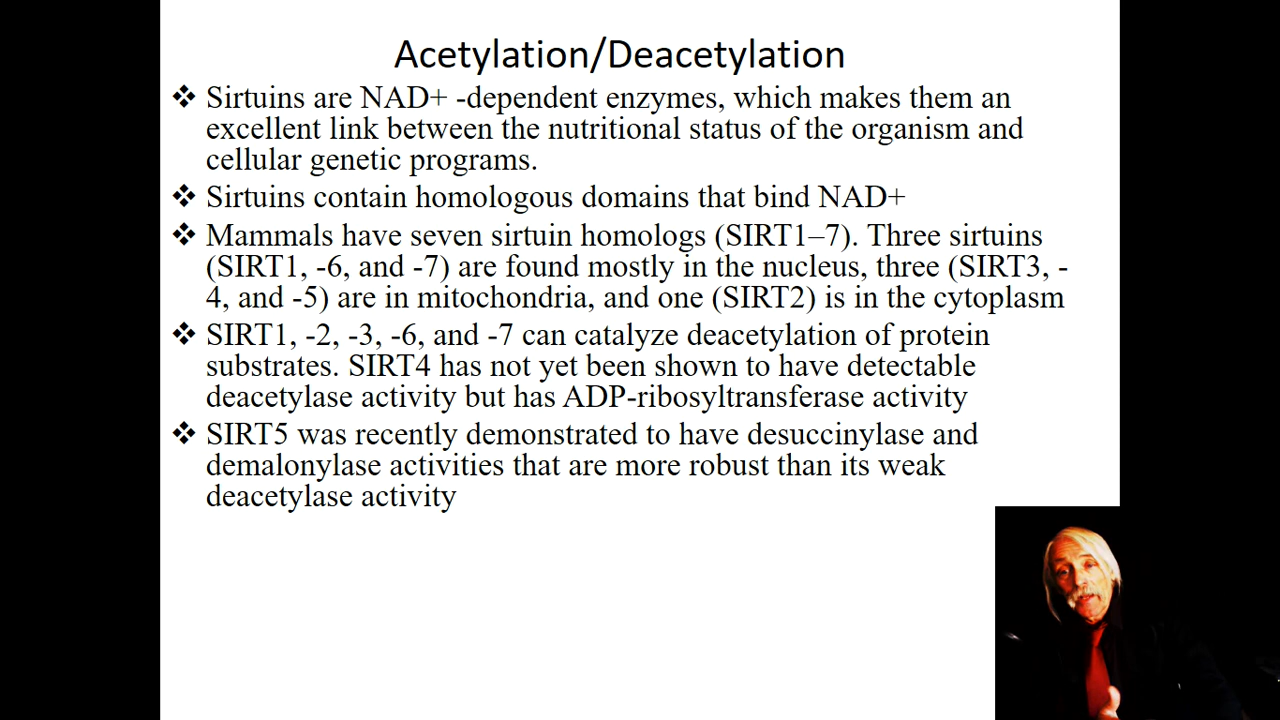 Acetylation/Deacetylation
❖ Sirtuins are NAD+ -dependent enzymes, which makes them an
excellent link between the nutritional status of the organism and
cellular genetic programs.
❖ Sirtuins contain homologous domains that bind NAD+
❖ Mammals have seven sirtuin homologs (SIRT1–7). Three sirtuins
(SIRT1, -6, and -7) are found mostly in the nucleus, three (SIRT3, -
4, and -5) are in mitochondria, and one (SIRT2) is in the cytoplasm
❖ SIRT1, -2, -3, -6, and -7 can catalyze deacetylation of protein
substrates. SIRT4 has not yet been shown to have detectable
deacetylase activity but has ADP-ribosyltransferase activity
❖ SIRT5 was recently demonstrated to have desuccinylase and
demalonylase activities that are more robust than its weak
deacetylase activity